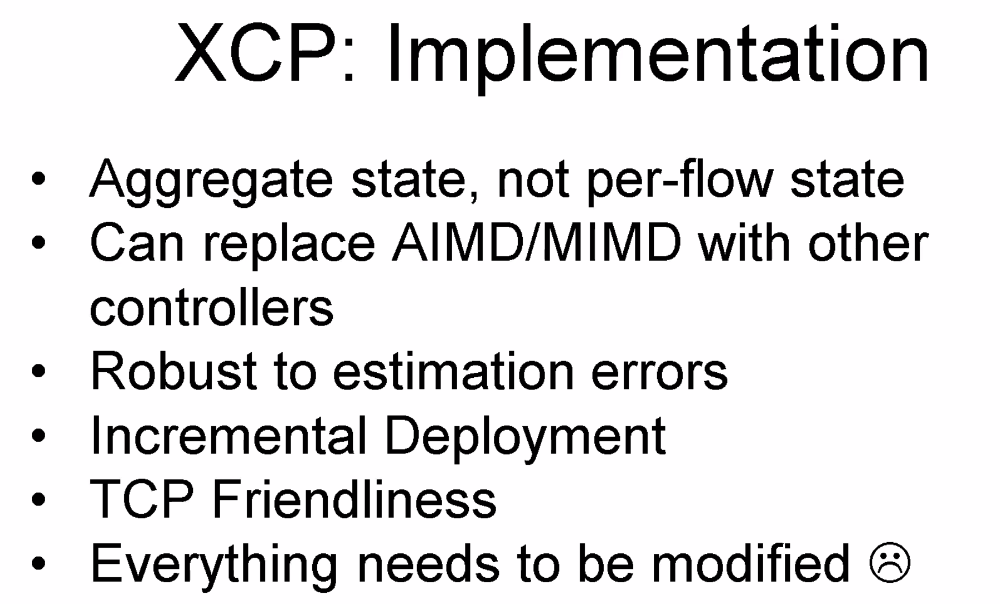 XCP: Implementation
• Aggregate state, not per-flow state
• Can replace AIMD/MIMD with other
controllers
• Robust to estimation errors
• Incremental Deployment
• TCP Friendliness
• Everything needs to be modified ☹